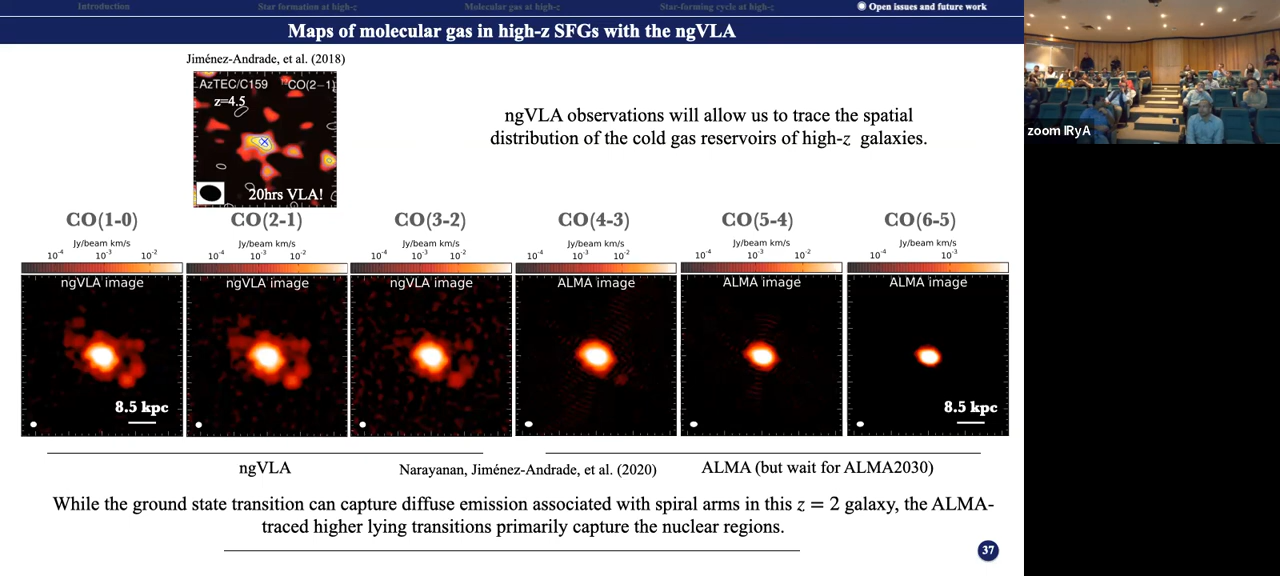 Introduction
Star formation at high-z
Molecular gas at high-z
Star-forming cycle at high-z
Open issues and future work
Maps of molecular gas in high-z SFGs with the ngVLA
Jiménez-Andrade, et al. (2018)
AzTEC/C159 CO(2−1)
z=4.5
20hrs VLA!
ngVLA observations will allow us to trace the spatial
distribution of the cold gas reservoirs of high-z galaxies.
zoom IRyA
CO(1-0) CO(2-1) CO(3-2) CO(4-3) CO(5-4) CO(6-5)
Jy/beam km/s Jy/beam km/s Jy/beam km/s Jy/beam km/s Jy/beam km/s Jy/beam km/s
10⁻⁴ 10⁻³ 10⁻² 10⁻⁴ 10⁻³ 10⁻² 10⁻⁴ 10⁻³ 10⁻² 10⁻⁴ 10⁻³ 10⁻² 10⁻⁴ 10⁻³ 10⁻² 10⁻⁴ 10⁻³
ngVLA image ngVLA image ngVLA image ALMA image ALMA image ALMA image
8.5 kpc 8.5 kpc
ngVLA
Narayanan, Jiménez-Andrade, et al. (2020)
ALMA (but wait for ALMA2030)
While the ground state transition can capture diffuse emission associated with spiral arms in this z = 2 galaxy, the ALMA-
traced higher lying transitions primarily capture the nuclear regions.
37